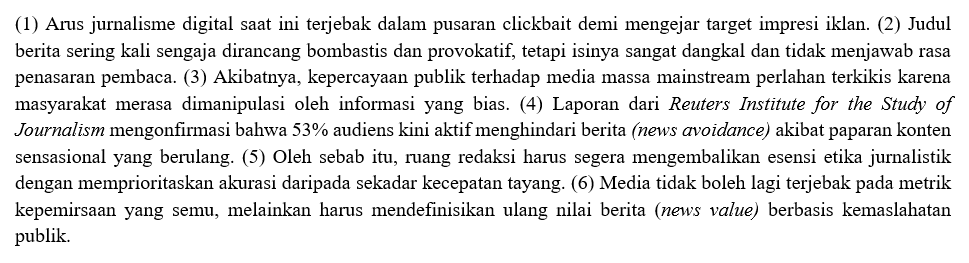 (1) Arus jurnalisme digital saat ini terjebak dalam pusaran clickbait demi mengejar target impresi iklan. (2) Judul
berita sering kali sengaja dirancang bombastis dan provokatif, tetapi isinya sangat dangkal dan tidak menjawab rasa
penasaran pembaca. (3) Akibatnya, kepercayaan publik terhadap media massa mainstream perlahan terkikis karena
masyarakat merasa dimanipulasi oleh informasi yang bias. (4) Laporan dari Reuters Institute for the Study of
Journalism mengonfirmasi bahwa 53% audiens kini aktif menghindari berita (news avoidance) akibat paparan konten
sensasional yang berulang. (5) Oleh sebab itu, ruang redaksi harus segera mengembalikan esensi etika jurnalistik
dengan memprioritaskan akurasi daripada sekadar kecepatan tayang. (6) Media tidak boleh lagi terjebak pada metrik
kepemirsaan yang semu, melainkan harus mendefinisikan ulang nilai berita (news value) berbasis kemaslahatan
publik.